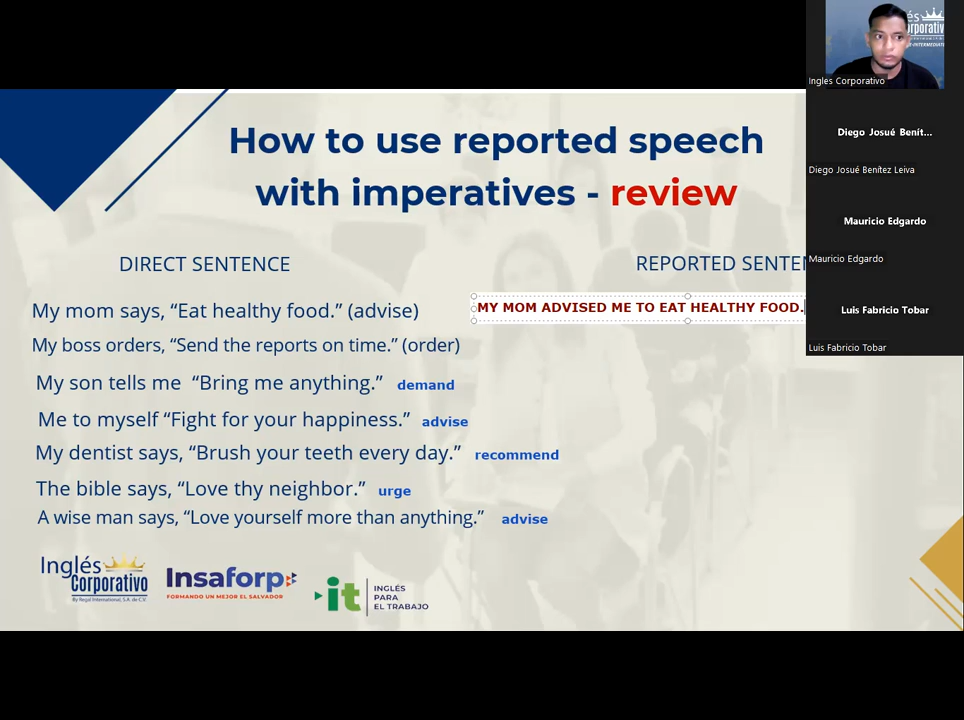 How to use reported speech
with imperatives - review
DIRECT SENTENCE
REPORTED SENTEN
My mom says, “Eat healthy food.” (advise)
MY MOM ADVISED ME TO EAT HEALTHY FOOD.
My boss orders, “Send the reports on time.” (order)
My son tells me “Bring me anything.” demand
Me to myself “Fight for your happiness.” advise
My dentist says, “Brush your teeth every day.” recommend
The bible says, “Love thy neighbor.” urge
A wise man says, “Love yourself more than anything.” advise
Inglés
Corporativo
By Regal International, S.A. de C.V.
Insaforp
FORMANDO UN MEJOR EL SALVADOR
it
INGLÉS
PARA
EL TRABAJO
Ingles Corporativo
Diego Josué Benít...
Diego Josué Benítez Leiva
Mauricio Edgardo
Mauricio Edgardo
Luis Fabricio Tobar
Luis Fabricio Tobar